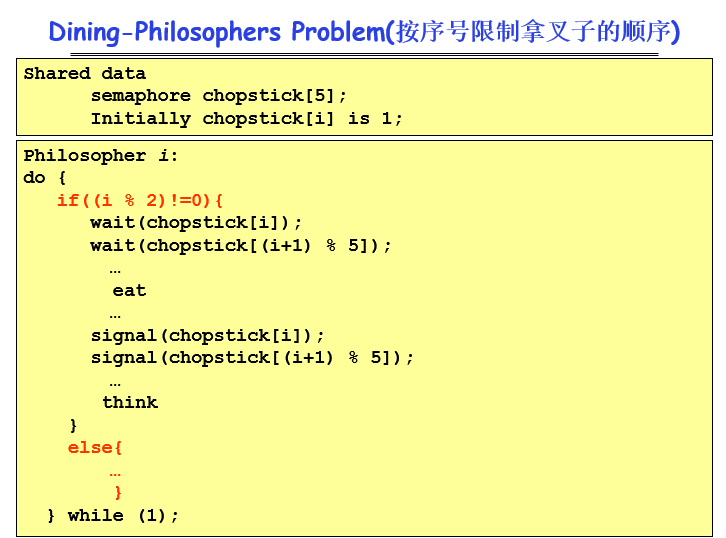 Dining-Philosophers Problem(按序号限制拿叉子的顺序)
Shared data
semaphore chopstick[5];
Initially chopstick[i] is 1;
Philosopher i:
do {
if((i % 2)!=0){
wait(chopstick[i]);
wait(chopstick[(i+1) % 5]);
…
eat
…
signal(chopstick[i]);
signal(chopstick[(i+1) % 5]);
…
think
}
else{
…
}
} while (1);